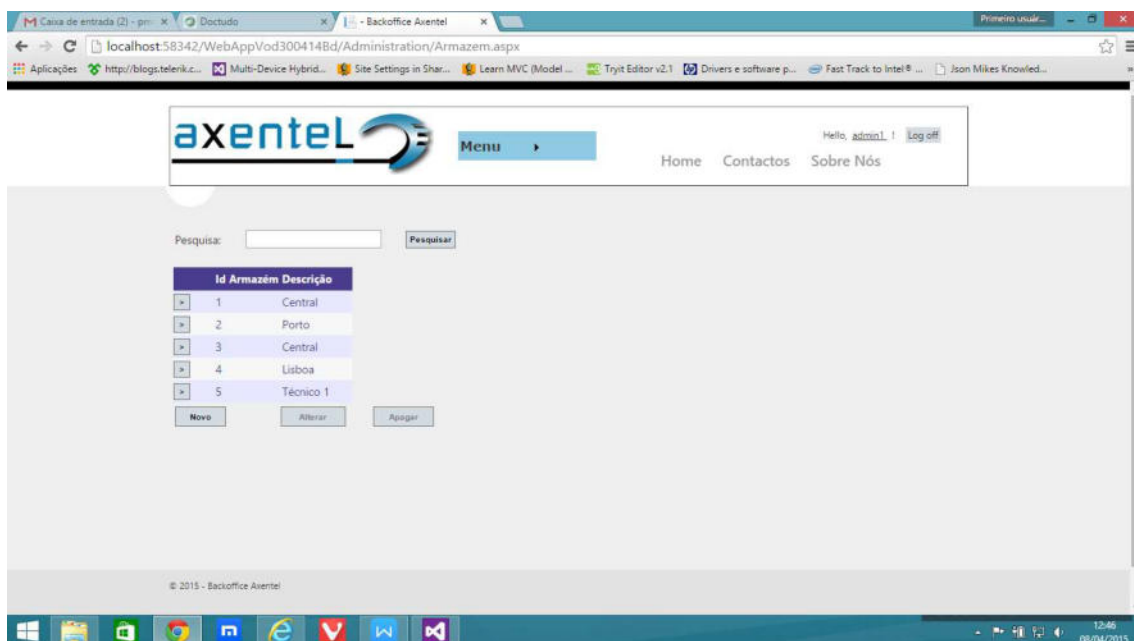 Caixa de entrada (2) - pri
Doctudo
- Backoffice Axentel
Primeiro usuár...
localhost:58342/WebAppVod300414Bd/Administration/Armazem.aspx
Aplicações
http://blogs.telerik.c...
Multi-Device Hybrid...
Site Settings in Shar...
Learn MVC (Model ...
Tryit Editor v2.1
Drivers e software p...
Fast Track to Intel® ...
Json Mikes Knowled...
axenteL
Menu
Hello, admin1 !
Log off
Home Contactos Sobre Nós
Pesquisa:
Pesquisar
Id Armazém Descrição
> 1 Central
> 2 Porto
> 3 Central
> 4 Lisboa
> 5 Técnico 1
Novo Alterar Apagar
© 2015 - Backoffice Axentel
12:46
08/04/2015